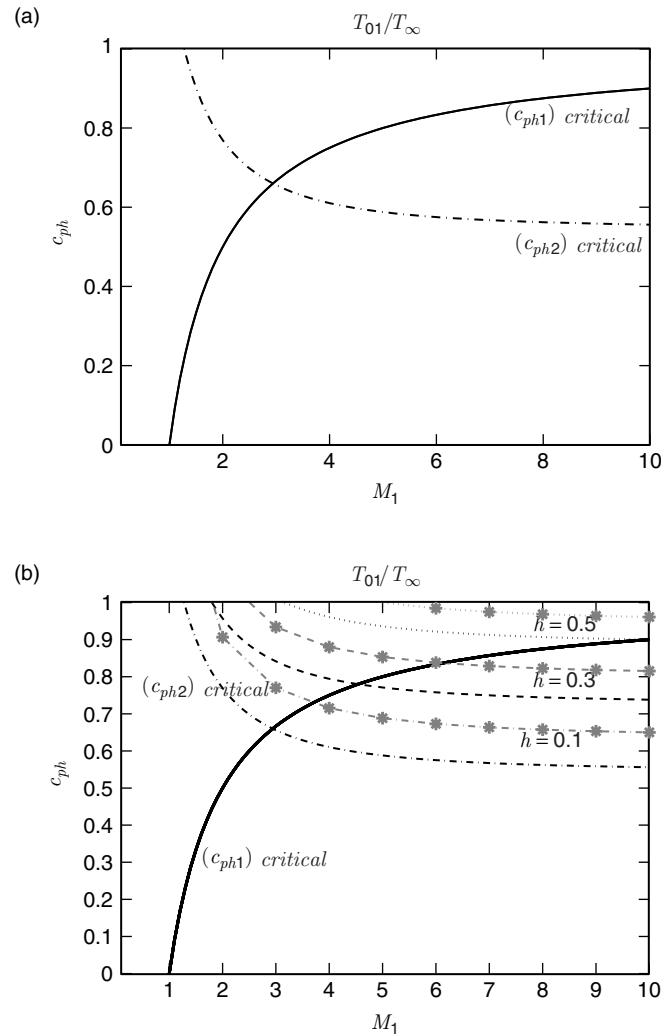 (a)
T01/T∞
1
0.8
0.6
0.4
0.2
0
cph
(cph1) critical
(cph2) critical
2 4 6 8 10
M1
(b)
T01/T∞
1
0.9
0.8
0.7
0.6
0.5
0.4
0.3
0.2
0.1
0
cph
h = 0.5
h = 0.3
h = 0.1
(cph2) critical
(cph1) critical
1 2 3 4 5 6 7 8 9 10
M1